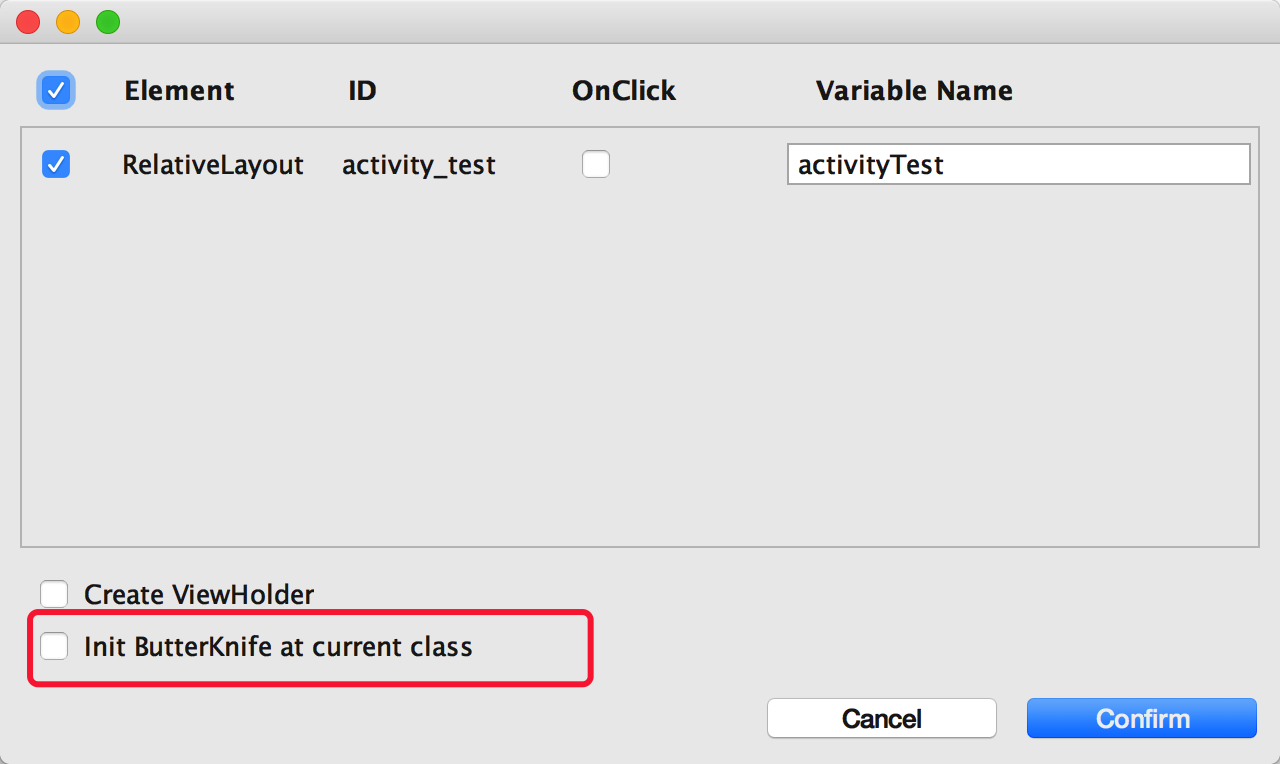 Element ID OnClick Variable Name
RelativeLayout activity_test activityTest
Create ViewHolder
Init ButterKnife at current class
Cancel Confirm